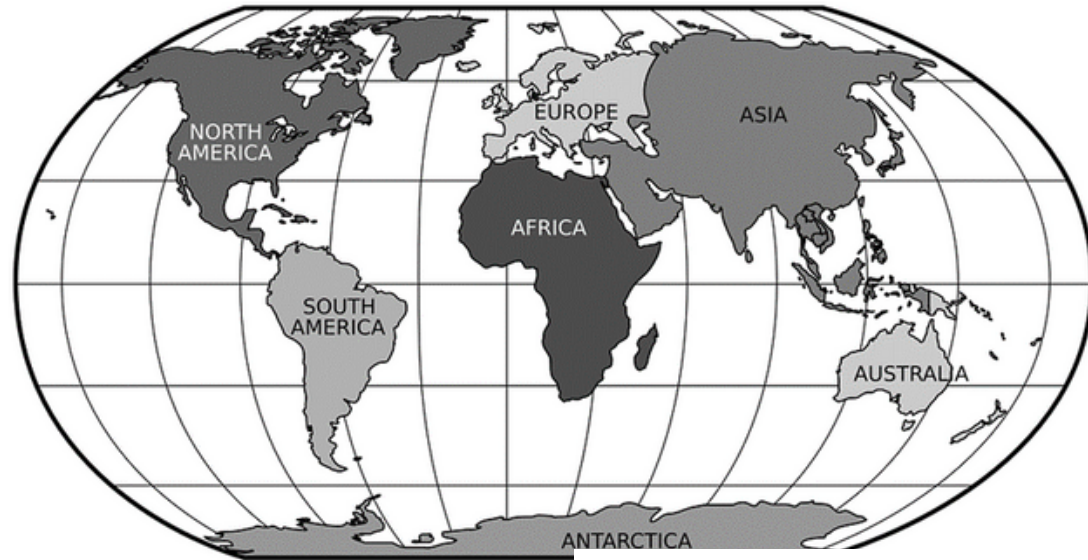 NORTH
AMERICA
EUROPE
ASIA
AFRICA
SOUTH
AMERICA
AUSTRALIA
ANTARCTICA